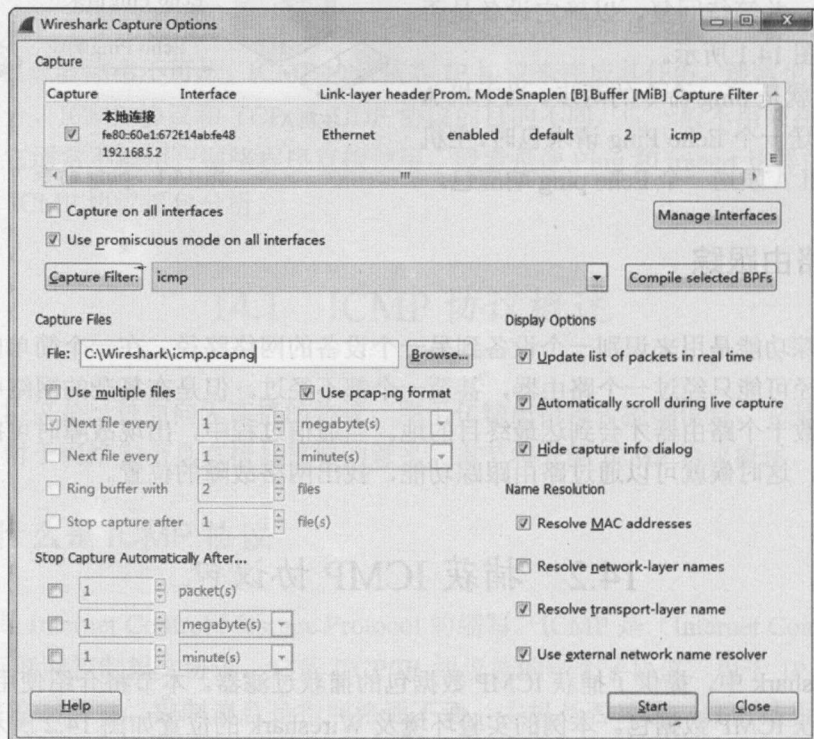 Wireshark: Capture Options
Capture
Capture Interface Link-layer header Prom. Mode Snaplen [B] Buffer [MiB] Capture Filter
本地连接
fe80::60e1:672f:14ab:fe48 Ethernet enabled default 2 icmp
192.168.5.2
Capture on all interfaces
Manage Interfaces
Use promiscuous mode on all interfaces
Capture Filter: icmp Compile selected BPFs
Capture Files
File: C:\Wireshark\icmp.pcapng Browse...
Use multiple files Use pcap-ng format
Next file every 1 megabyte(s)
Next file every 1 minute(s)
Ring buffer with 2 files
Stop capture after 1 file(s)
Stop Capture Automatically After...
1 packet(s)
1 megabyte(s)
1 minute(s)
Display Options
Update list of packets in real time
Automatically scroll during live capture
Hide capture info dialog
Name Resolution
Resolve MAC addresses
Resolve network-layer names
Resolve transport-layer name
Use external network name resolver
Help Start Close